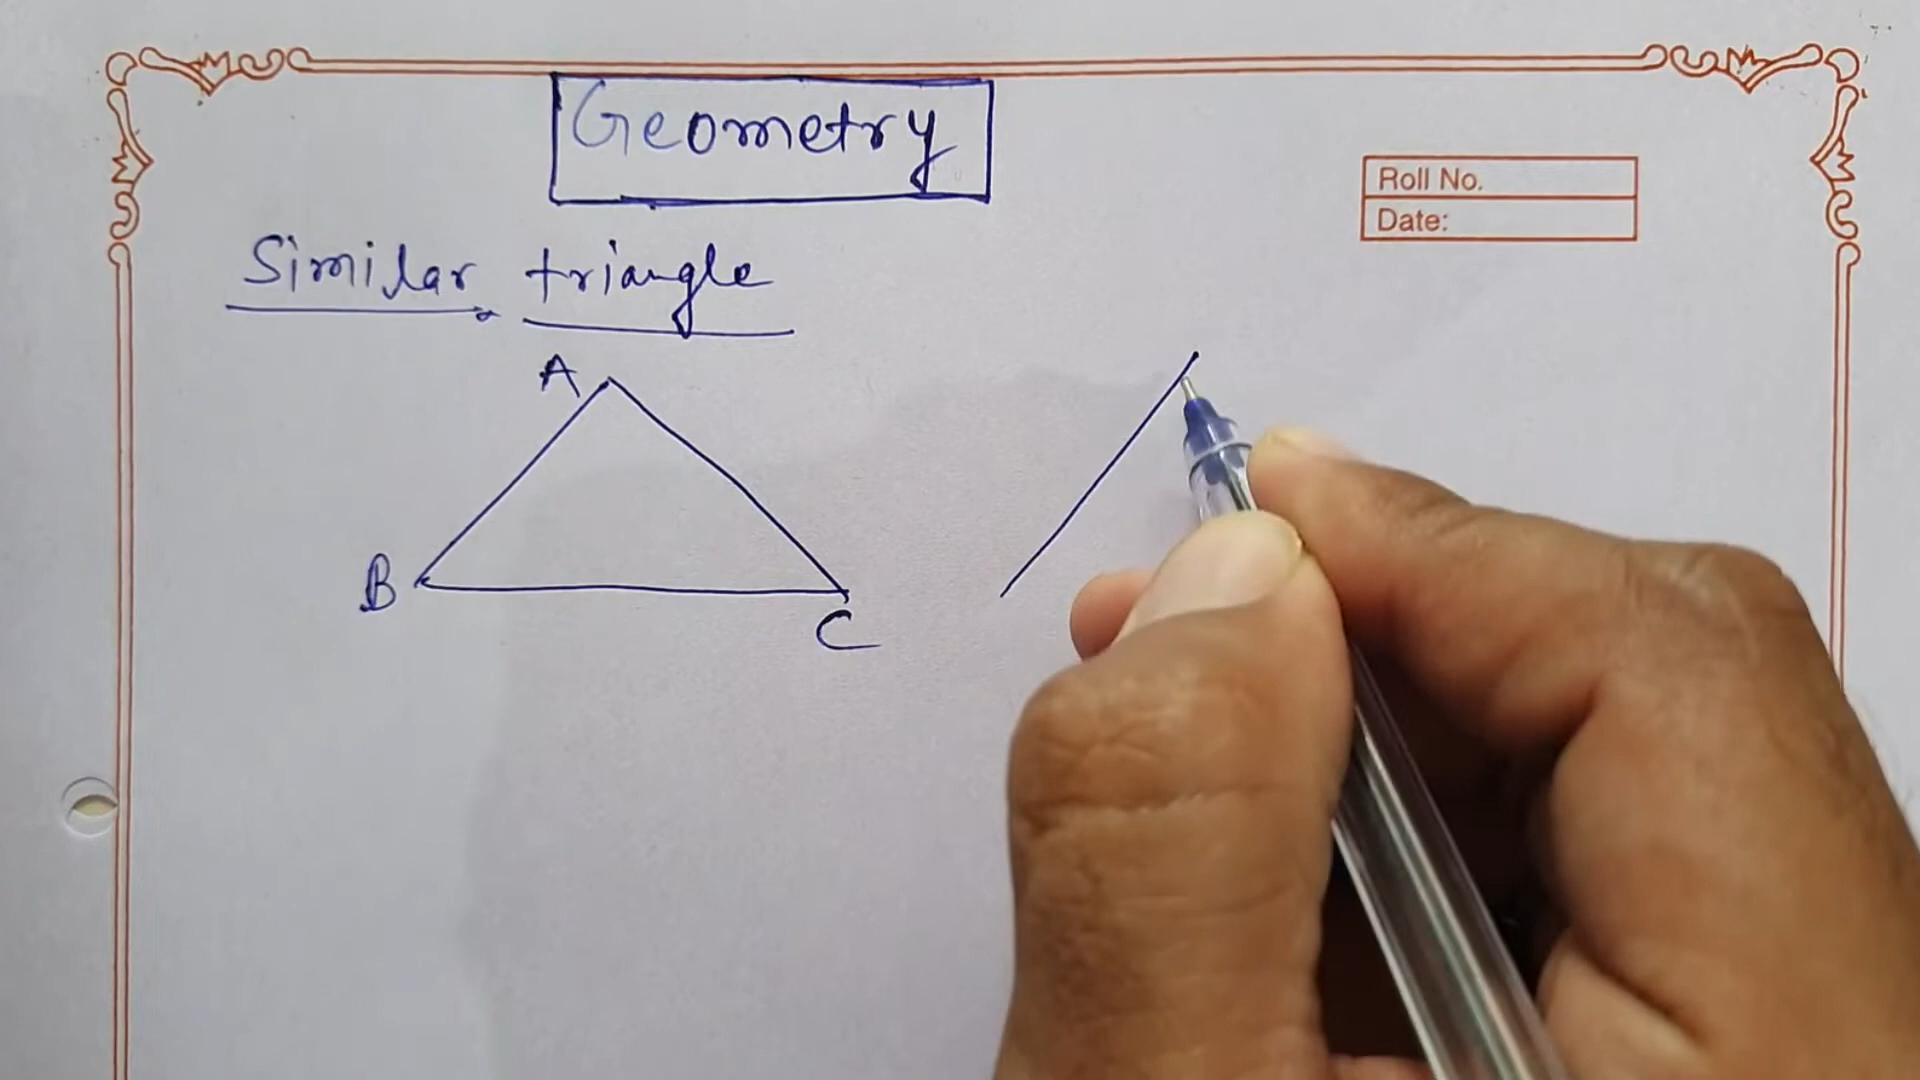 Geometry
Roll No.
Date:
Similar triangle
A
B
C